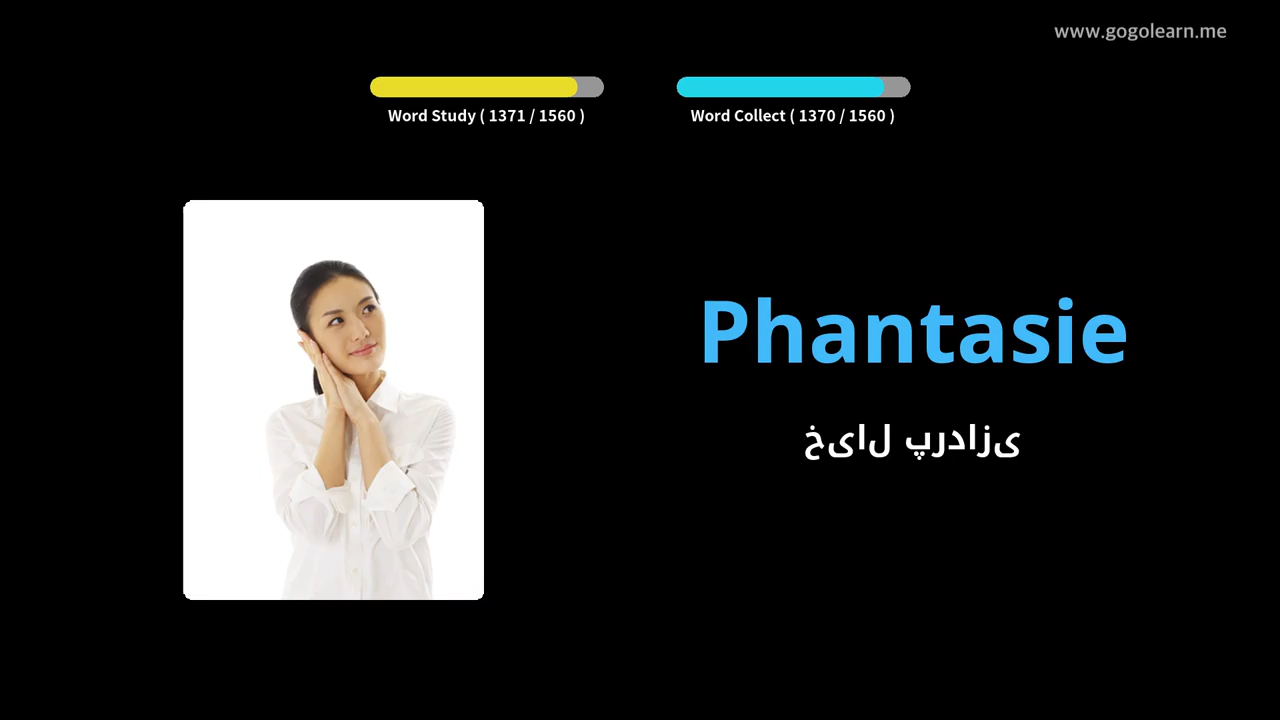 www.gogolearn.me
Word Study ( 1371 / 1560 )
Word Collect ( 1370 / 1560 )
Phantasie
خیال پردازی